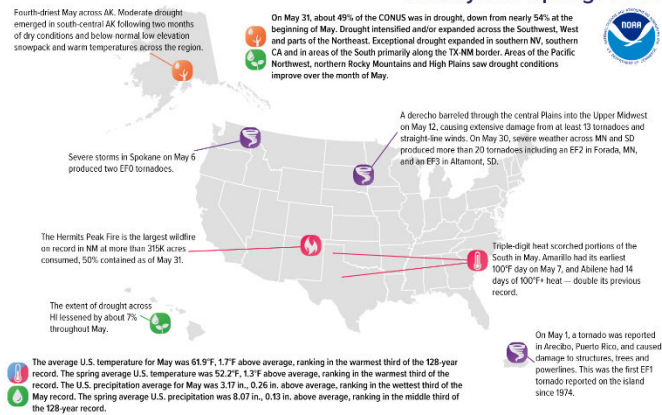 Fourth-driest May across AK. Moderate drought
emerged in south-central AK following two months
of dry conditions and below-normal low elevation
snowpack and warm temperatures across the region.
On May 31, about 49% of the CONUS was in drought, down from nearly 54% at the
beginning of May. Drought intensified and/or expanded across the Southwest, West
and parts of the Northeast. Exceptional drought expanded in southern NV, southern
CA and in areas of the South primarily along the TX-NM border. Areas of the Pacific
Northwest, northern Rocky Mountains and High Plains saw drought conditions
improve over the month of May.
NOAA
A derecho barreled through the central Plains into the Upper Midwest
on May 12, causing extensive damage from at least 13 tornadoes and
straight-line winds. On May 30, severe weather across MN and SD
produced more than 20 tornadoes including an EF2 in Forada, MN,
and an EF3 in Altamont, SD.
Severe storms in Spokane on May 6
produced two EF0 tornadoes.
The Hermits Peak Fire is the largest wildfire
on record in NM at more than 315K acres
consumed, 50% contained as of May 31.
Triple-digit heat scorched portions of the
South in May. Amarillo had its earliest
100°F day on May 7, and Abilene had 14
days of 100°F+ heat — double its previous
record.
The extent of drought across
HI lessened by about 7%
throughout May.
On May 1, a tornado was reported
in Arecibo, Puerto Rico, and caused
damage to structures, trees and
powerlines. This was the first EF1
tornado reported on the island
since 1974.
The average U.S. temperature for May was 61.9°F, 1.7°F above average, ranking in the warmest third of the 128-year
record. The spring average U.S. temperature was 52.2°F, 1.3°F above average, ranking in the warmest third of the
record. The U.S. precipitation average for May was 3.17 in., 0.26 in. above average, ranking in the wettest third of the
May record. The spring average U.S. precipitation was 8.07 in., 0.13 in. above average, ranking in the middle third of
the 128-year record.